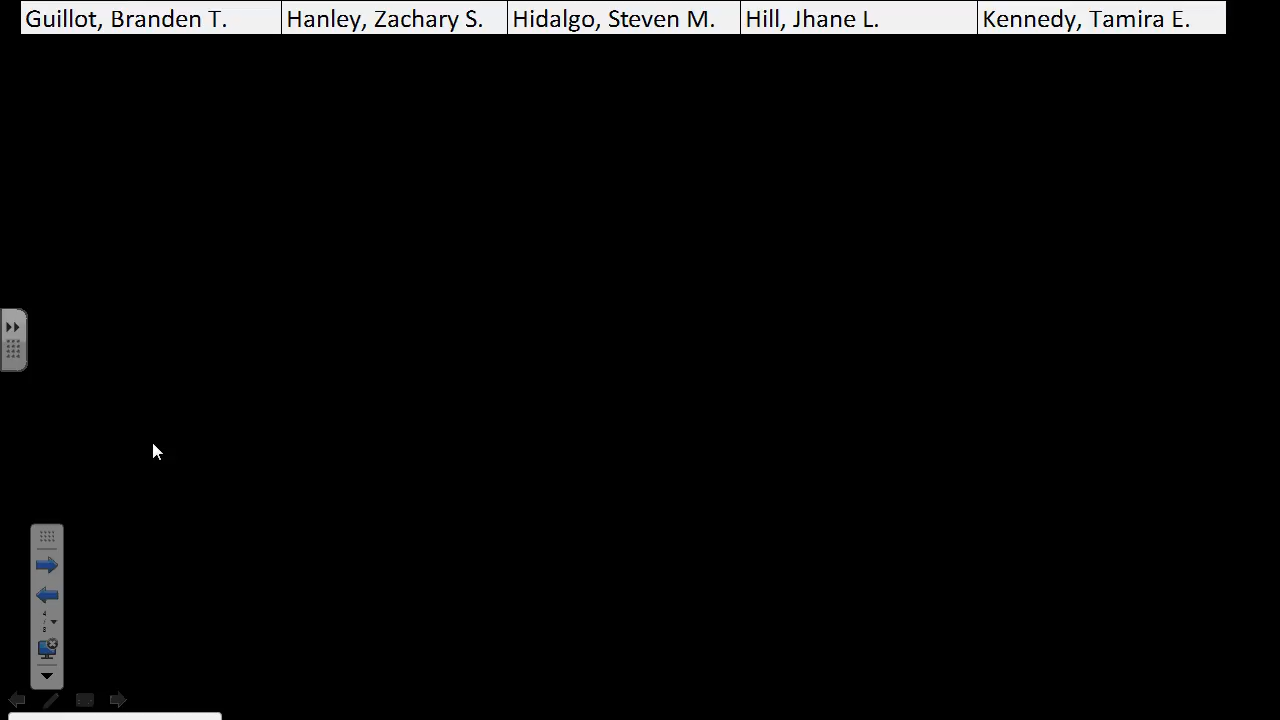 Guillot, Branden T. Hanley, Zachary S. Hidalgo, Steven M. Hill, Jhane L. Kennedy, Tamira E.